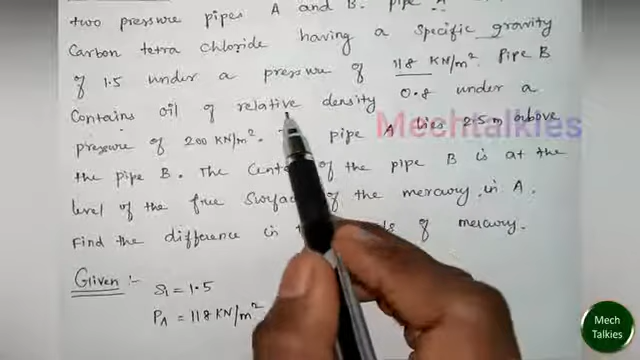 two pressure pipes A and B. pipe A
Carbon tetra chloride having a specific gravity
of 1.5 under a pressure of 118 KN/m². Pipe B
Contains oil of relative density 0.8 under a
pressure of 200 KN/m². pipe A lies 2.5 m above
the pipe B. The of the pipe B is at the
level of the free Surface of the mercury in A.
Find the difference in of mercury.
Given :-
S₁ = 1.5
P_A = 118 KN/m²
Mechtalkies
Mech
Talkies